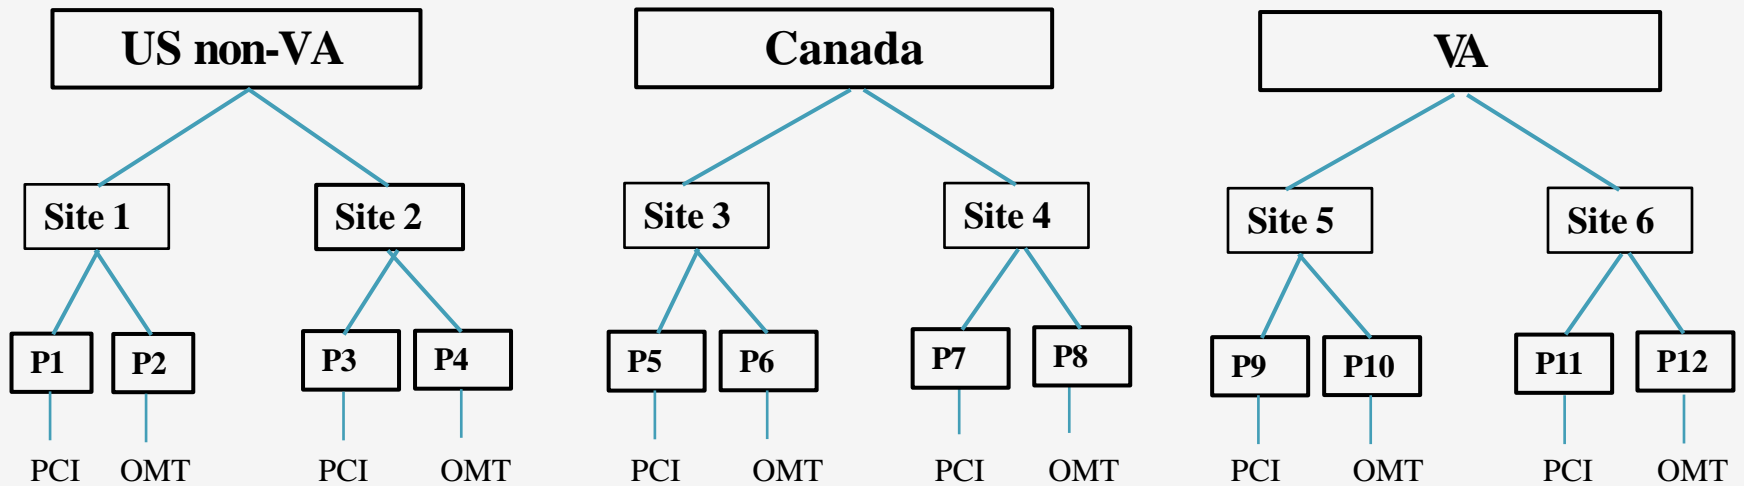 US non-VA Canada VA
Site 1 Site 2 Site 3 Site 4 Site 5 Site 6
P1 P2 P3 P4 P5 P6 P7 P8 P9 P10 P11 P12
PCI OMT PCI OMT PCI OMT PCI OMT PCI OMT PCI OMT